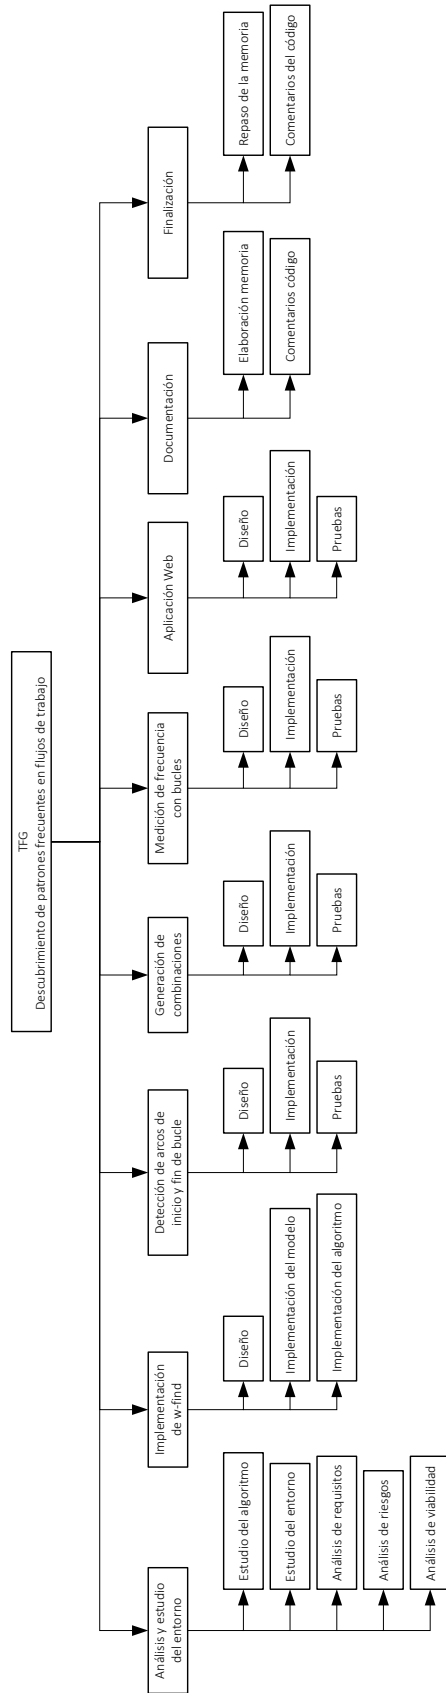 TFG
Descubrimiento de patrones frecuentes en flujos de trabajo
Análisis y estudio
del entorno
Estudio del algoritmo
Estudio del entorno
Análisis de requisitos
Análisis de riesgos
Análisis de viabilidad
Implementación
de w-find
Diseño
Implementación del modelo
Implementación del algoritmo
Detección de arcos de
inicio y fin de bucle
Diseño
Implementación
Pruebas
Generación de
combinaciones
Diseño
Implementación
Pruebas
Medición de frecuencia
con bucles
Diseño
Implementación
Pruebas
Aplicación Web
Diseño
Implementación
Pruebas
Documentación
Elaboración memoria
Comentarios código
Finalización
Repaso de la memoria
Comentarios del código